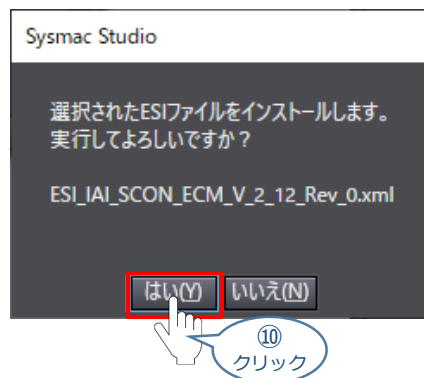 Sysmac Studio
選択されたESIファイルをインストールします。
実行してよろしいですか？
ESI_IAI_SCON_ECM_V_2_12_Rev_0.xml
はい(Y) いいえ(N)
⑩
クリック